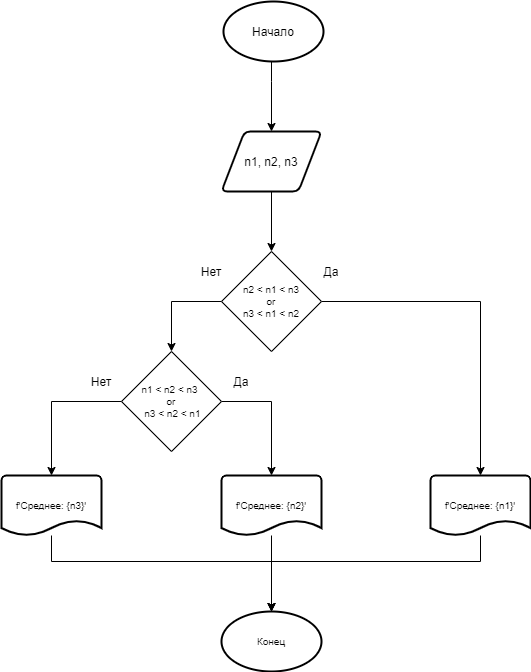 Начало
n1, n2, n3
Нет
Да
n2 < n1 < n3
or
n3 < n1 < n2
Нет
Да
n1 < n2 < n3
or
n3 < n2 < n1
f'Среднее: {n3}'
f'Среднее: {n2}'
f'Среднее: {n1}'
Конец